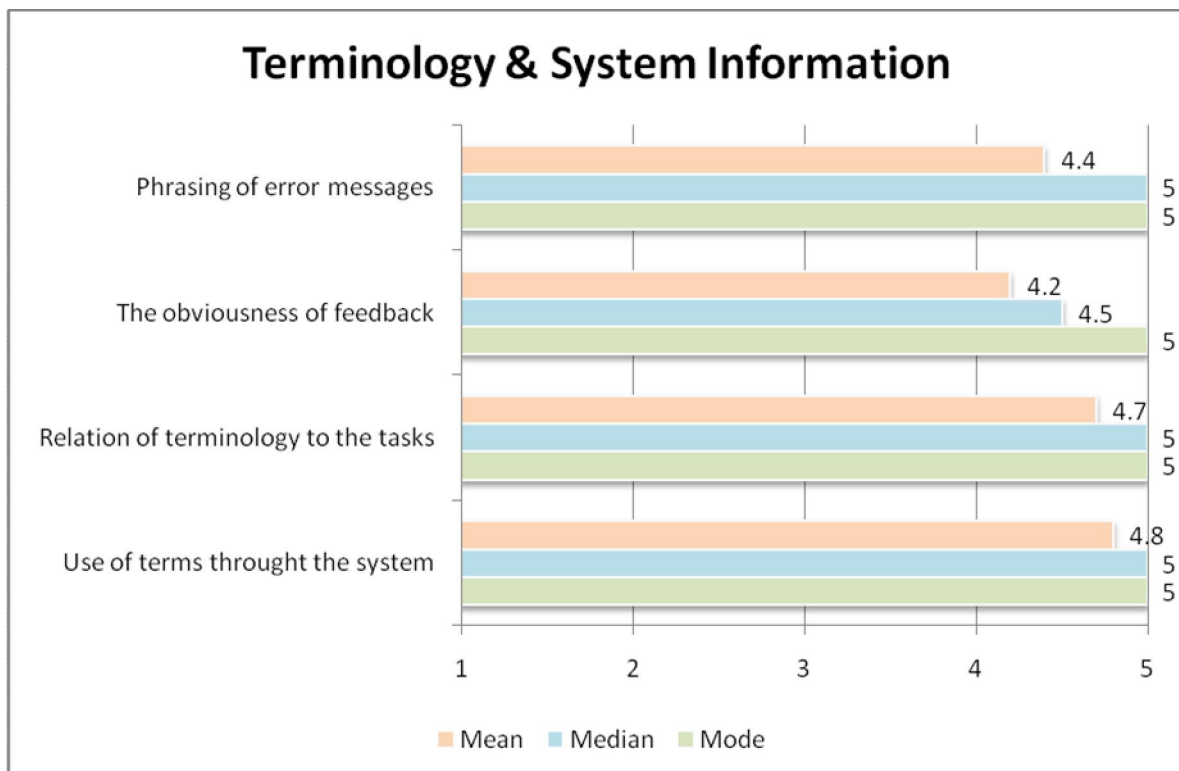 Terminology & System Information
Phrasing of error messages
4.4
5
5
The obviousness of feedback
4.2
4.5
5
Relation of terminology to the tasks
4.7
5
5
Use of terms throught the system
4.8
5
5
1 2 3 4 5
Mean Median Mode